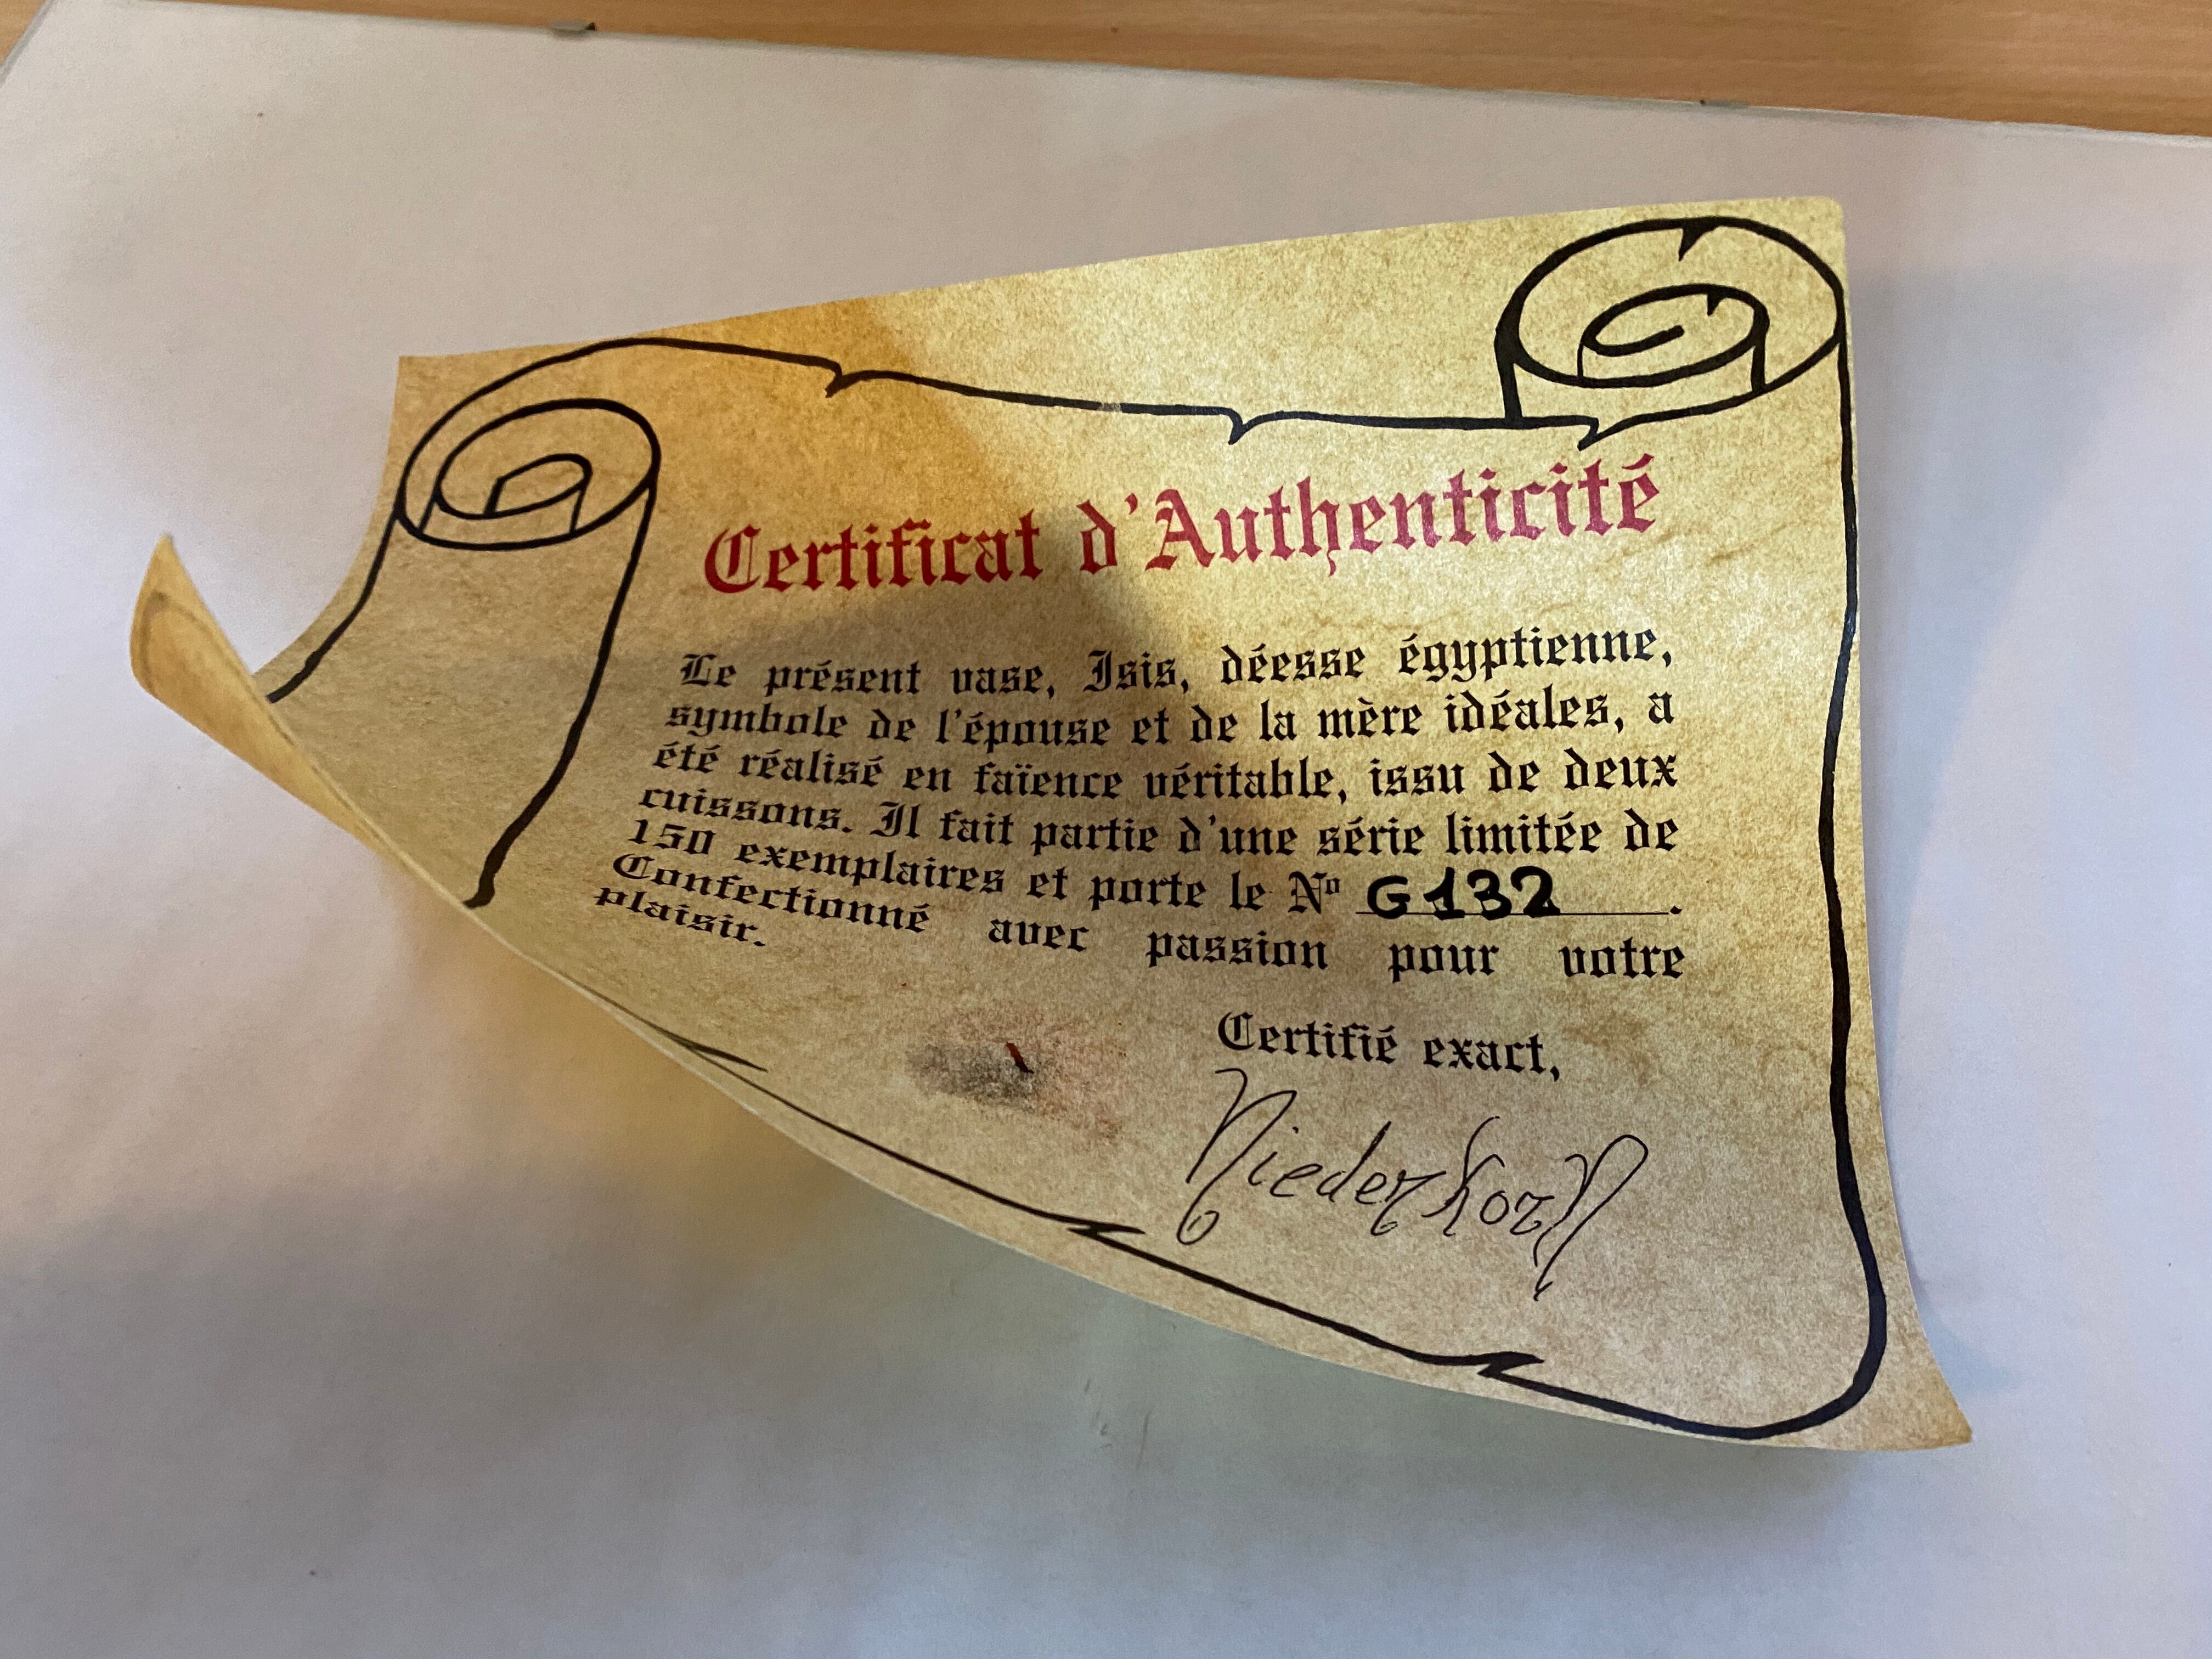 Certificat d'Authenticité
Le présent vase, Isis, déesse égyptienne,
symbole de l'épouse et de la mère idéales, a
été réalisé en faïence véritable, issu de deux
cuissons. Il fait partie d'une série limitée de
150 exemplaires et porte le N° G132.
Confectionné avec passion pour votre
plaisir.
Certifié exact,
Niederkorn